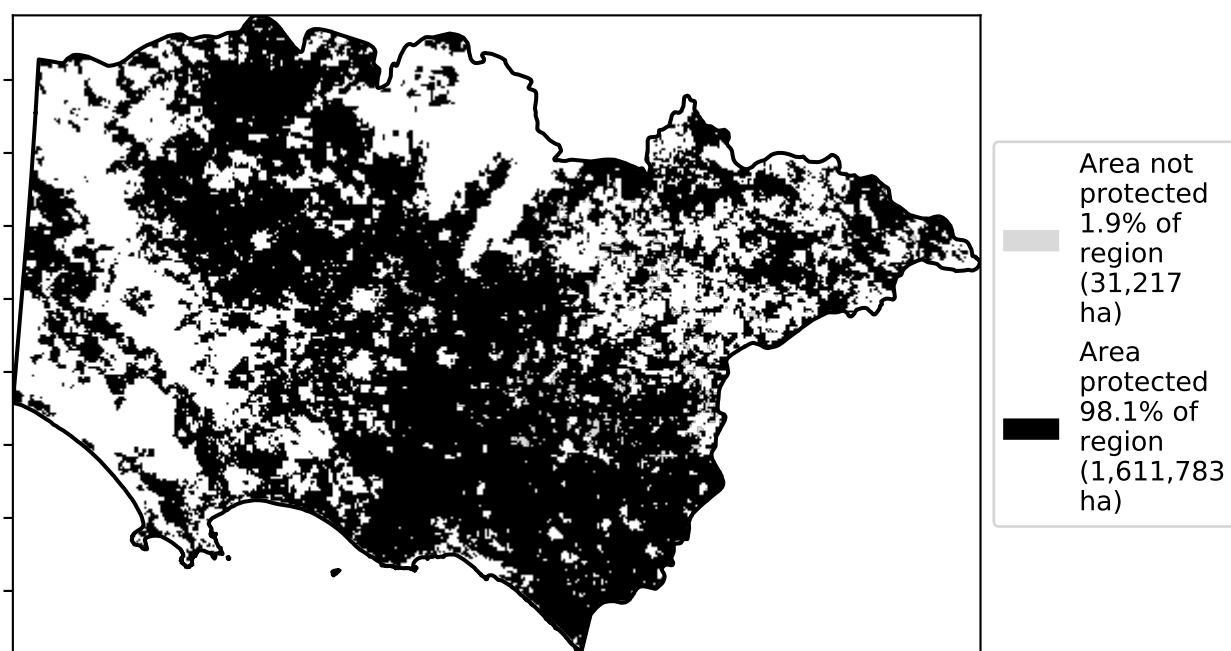 Area not
protected
1.9% of
region
(31,217
ha)
Area
protected
98.1% of
region
(1,611,783
ha)